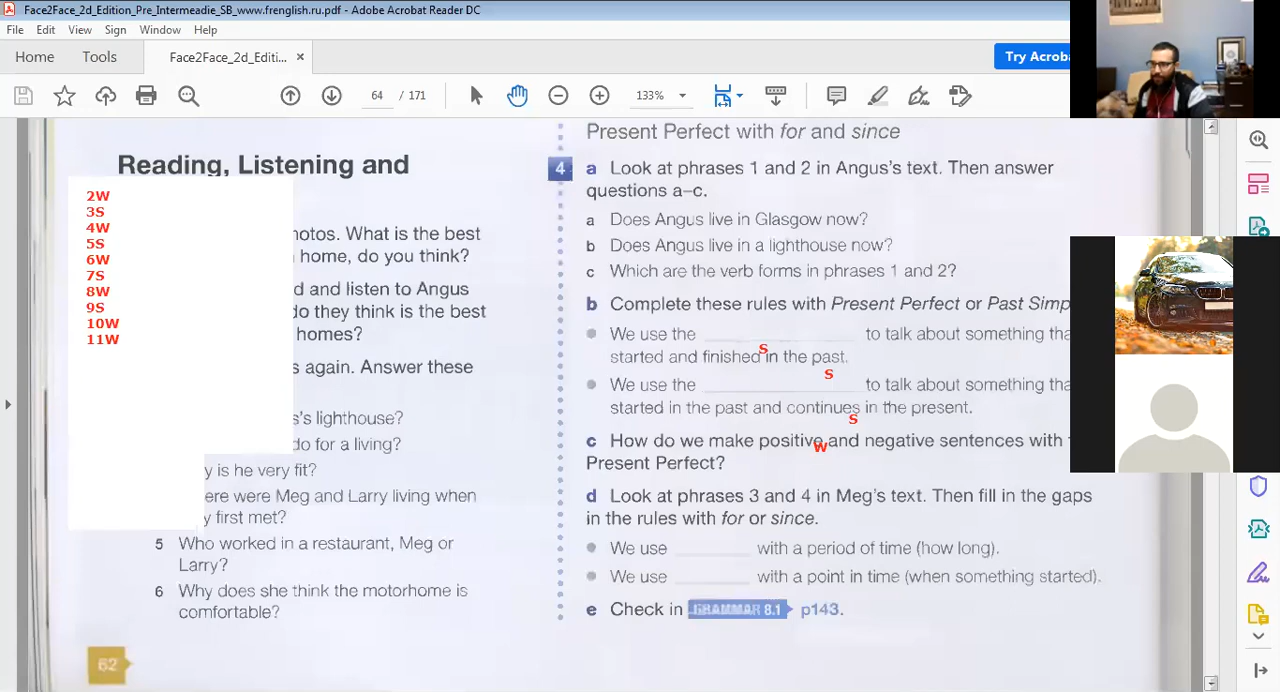 Face2Face_2d_Edition_Pre_Intermeadie_SB_www.frenglish.ru.pdf - Adobe Acrobat Reader DC
File Edit View Sign Window Help
Home Tools Face2Face_2d_Editi... × Try Acroba
64 / 171 133%
Reading, Listening and
2W
3S
4W
5S
6W
7S
8W
9S
10W
11W
hotos. What is the best
home, do you think?
d and listen to Angus
do they think is the best
homes?
s again. Answer these
s's lighthouse?
do for a living?
y is he very fit?
ere were Meg and Larry living when
y first met?
5 Who worked in a restaurant, Meg or
Larry?
6 Why does she think the motorhome is
comfortable?
62
Present Perfect with for and since
4 a Look at phrases 1 and 2 in Angus's text. Then answer
questions a–c.
a Does Angus live in Glasgow now?
b Does Angus live in a lighthouse now?
c Which are the verb forms in phrases 1 and 2?
b Complete these rules with Present Perfect or Past Simp
We use the to talk about something tha
S
started and finished in the past.
S
We use the to talk about something tha
started in the past and continues in the present.
S
c How do we make positive and negative sentences with
W
Present Perfect?
d Look at phrases 3 and 4 in Meg's text. Then fill in the gaps
in the rules with for or since.
We use with a period of time (how long).
We use with a point in time (when something started).
e Check in GRAMMAR 8.1 p143.